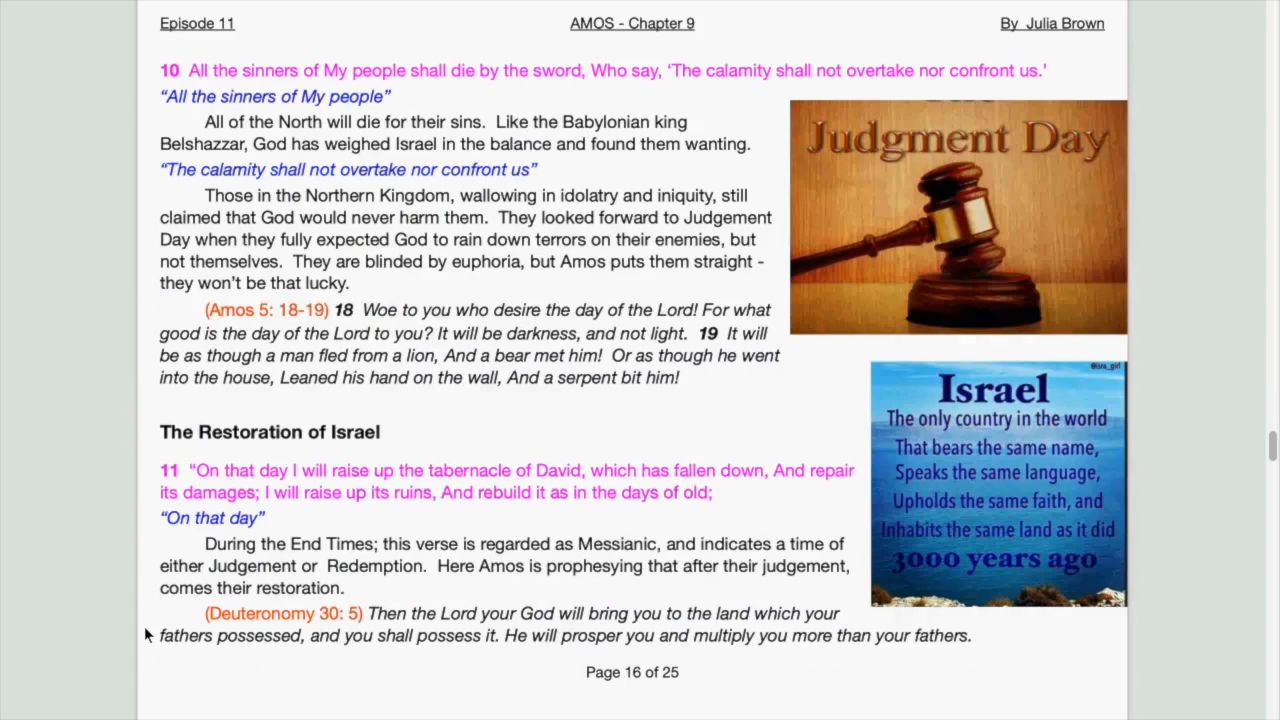 Episode 11
AMOS - Chapter 9
By Julia Brown
10 All the sinners of My people shall die by the sword, Who say, ‘The calamity shall not overtake nor confront us.’
“All the sinners of My people”
All of the North will die for their sins. Like the Babylonian king
Belshazzar, God has weighed Israel in the balance and found them wanting.
“The calamity shall not overtake nor confront us”
Those in the Northern Kingdom, wallowing in idolatry and iniquity, still
claimed that God would never harm them. They looked forward to Judgement
Day when they fully expected God to rain down terrors on their enemies, but
not themselves. They are blinded by euphoria, but Amos puts them straight -
they won’t be that lucky.
(Amos 5: 18-19) 18 Woe to you who desire the day of the Lord! For what
good is the day of the Lord to you? It will be darkness, and not light. 19 It will
be as though a man fled from a lion, And a bear met him! Or as though he went
into the house, Leaned his hand on the wall, And a serpent bit him!
Judgment Day
The Restoration of Israel
11 “On that day I will raise up the tabernacle of David, which has fallen down, And repair
its damages; I will raise up its ruins, And rebuild it as in the days of old;
“On that day”
During the End Times; this verse is regarded as Messianic, and indicates a time of
either Judgement or Redemption. Here Amos is prophesying that after their judgement,
comes their restoration.
(Deuteronomy 30: 5) Then the Lord your God will bring you to the land which your
fathers possessed, and you shall possess it. He will prosper you and multiply you more than your fathers.
Israel
The only country in the world
That bears the same name,
Speaks the same language,
Upholds the same faith, and
Inhabits the same land as it did
3000 years ago
Page 16 of 25